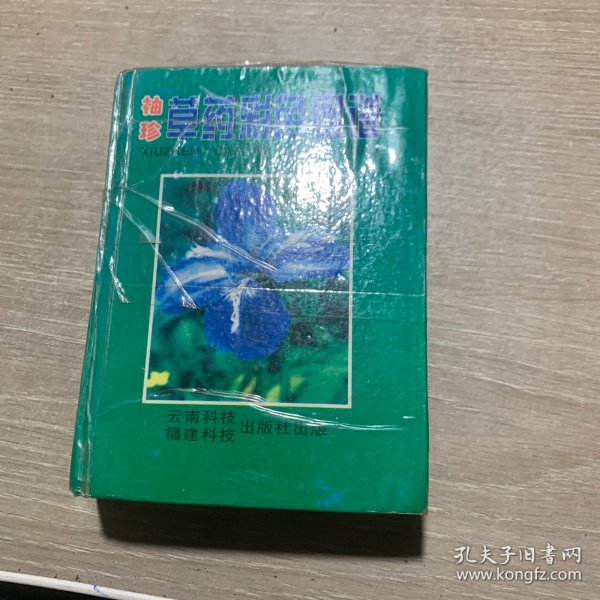 袖珍
草药彩色图谱
XIUZHEN
云南科技
福建科技
出版社出版
孔夫子旧书网
www.kongfz.com